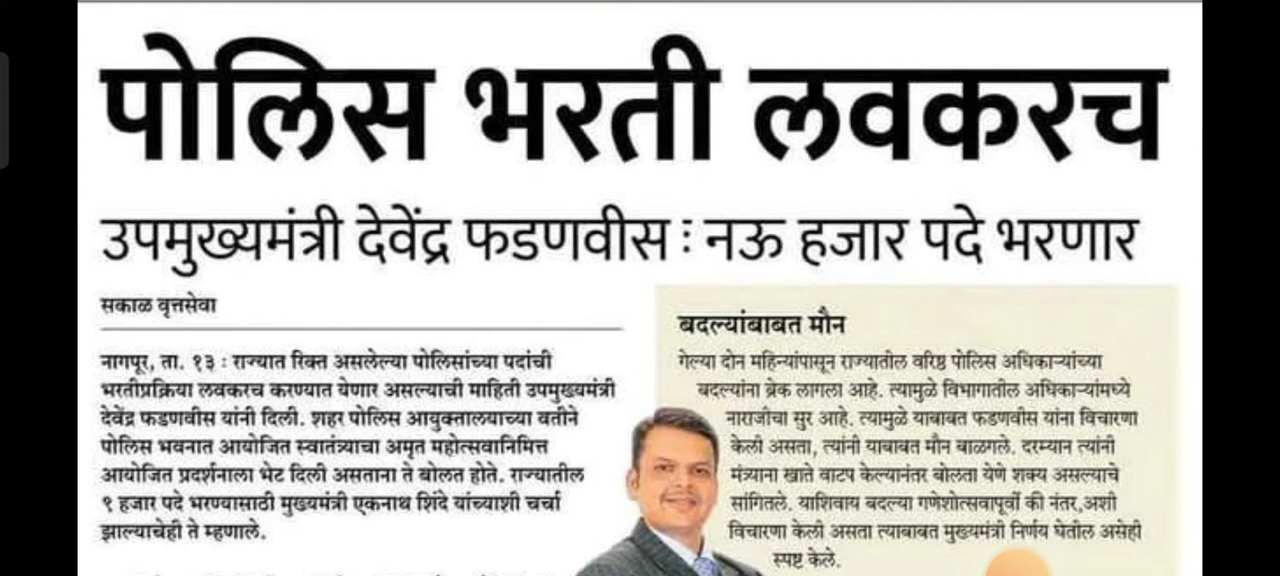 पोलिस भरती लवकरच
उपमुख्यमंत्री देवेंद्र फडणवीस : नऊ हजार पदे भरणार
सकाळ वृत्तसेवा
नागपूर, ता. १३ : राज्यात रिक्त असलेल्या पोलिसांच्या पदांची
भरतीप्रक्रिया लवकरच करण्यात येणार असल्याची माहिती उपमुख्यमंत्री
देवेंद्र फडणवीस यांनी दिली. शहर पोलिस आयुक्तालयाच्या वतीने
पोलिस भवनात आयोजित स्वातंत्र्याचा अमृत महोत्सवानिमित्त
आयोजित प्रदर्शनाला भेट दिली असताना ते बोलत होते. राज्यातील
९ हजार पदे भरण्यासाठी मुख्यमंत्री एकनाथ शिंदे यांच्याशी चर्चा
झाल्याचेही ते म्हणाले.
बदल्यांबाबत मौन
गेल्या दोन महिन्यांपासून राज्यातील वरिष्ठ पोलिस अधिकाऱ्यांच्या
बदल्यांना ब्रेक लागला आहे. त्यामुळे विभागातील अधिकाऱ्यांमध्ये
नाराजीचा सुर आहे. त्यामुळे याबाबत फडणवीस यांना विचारणा
केली असता, त्यांनी याबाबत मौन बाळगले. दरम्यान त्यांनी
मंत्र्याना खाते वाटप केल्यानंतर बोलता येणे शक्य असल्याचे
सांगितले. याशिवाय बदल्या गणेशोत्सवापूर्वी की नंतर,अशी
विचारणा केली असता त्याबाबत मुख्यमंत्री निर्णय घेतील असेही
स्पष्ट केले.